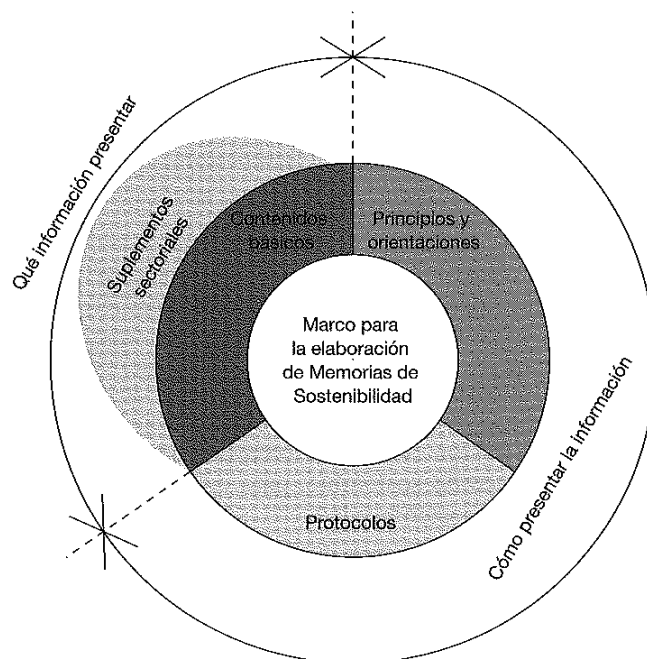 Qué información presentar
Suplementos
sectoriales
Contenidos
básicos
Principios y
orientaciones
Marco para
la elaboración
de Memorias de
Sostenibilidad
Protocolos
Cómo presentar la información